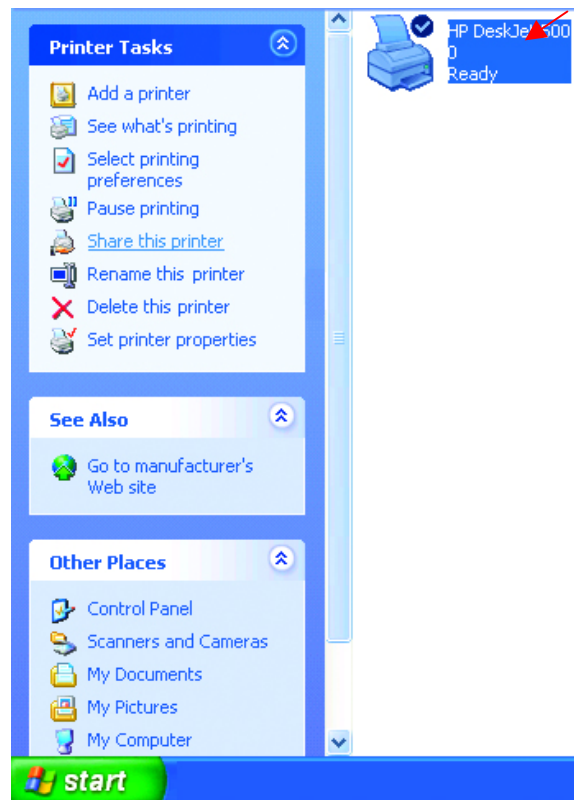 Printer Tasks
Add a printer
See what's printing
Select printing
preferences
Pause printing
Share this printer
Rename this printer
Delete this printer
Set printer properties
See Also
Go to manufacturer's
Web site
Other Places
Control Panel
Scanners and Cameras
My Documents
My Pictures
My Computer
HP DeskJet 600
0
Ready
start